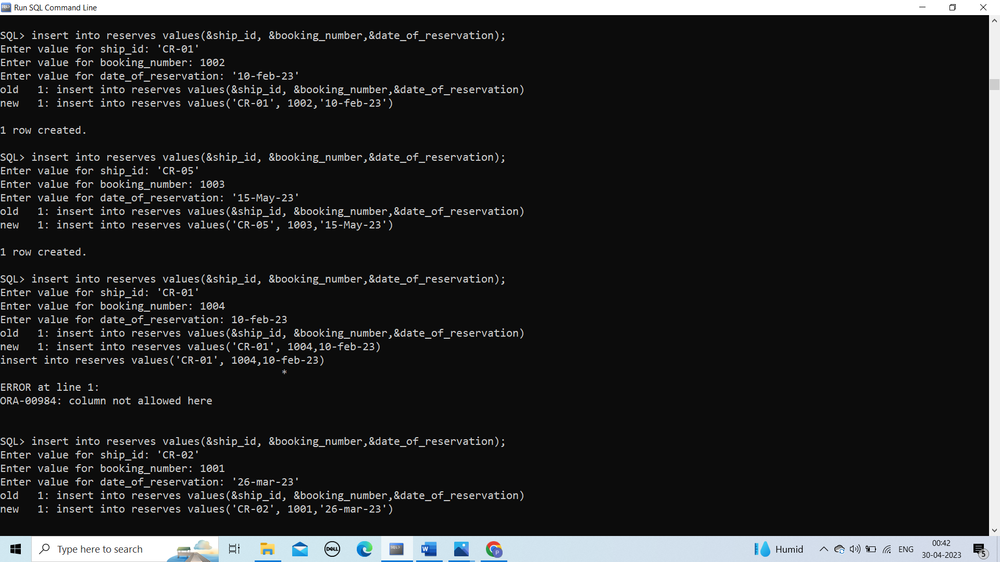 Run SQL Command Line
SQL> insert into reserves values(&ship_id, &booking_number,&date_of_reservation);
Enter value for ship_id: 'CR-01'
Enter value for booking_number: 1002
Enter value for date_of_reservation: '10-feb-23'
old   1: insert into reserves values(&ship_id, &booking_number,&date_of_reservation)
new   1: insert into reserves values('CR-01', 1002,'10-feb-23')
1 row created.
SQL> insert into reserves values(&ship_id, &booking_number,&date_of_reservation);
Enter value for ship_id: 'CR-05'
Enter value for booking_number: 1003
Enter value for date_of_reservation: '15-May-23'
old   1: insert into reserves values(&ship_id, &booking_number,&date_of_reservation)
new   1: insert into reserves values('CR-05', 1003,'15-May-23')
1 row created.
SQL> insert into reserves values(&ship_id, &booking_number,&date_of_reservation);
Enter value for ship_id: 'CR-01'
Enter value for booking_number: 1004
Enter value for date_of_reservation: 10-feb-23
old   1: insert into reserves values(&ship_id, &booking_number,&date_of_reservation)
new   1: insert into reserves values('CR-01', 1004,10-feb-23)
insert into reserves values('CR-01', 1004,10-feb-23)
*
ERROR at line 1:
ORA-00984: column not allowed here
SQL> insert into reserves values(&ship_id, &booking_number,&date_of_reservation);
Enter value for ship_id: 'CR-02'
Enter value for booking_number: 1001
Enter value for date_of_reservation: '26-mar-23'
old   1: insert into reserves values(&ship_id, &booking_number,&date_of_reservation)
new   1: insert into reserves values('CR-02', 1001,'26-mar-23')
Type here to search
DELL
SQL>
W
P
Humid
ENG
00:42
30-04-2023
5